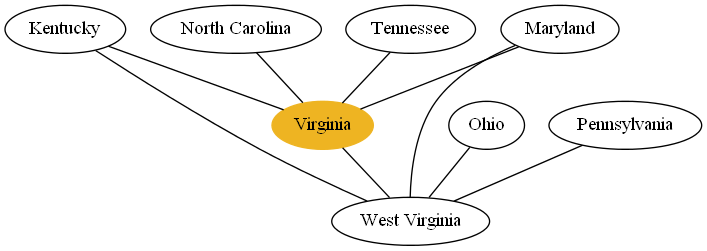 Kentucky
North Carolina
Tennessee
Maryland
Virginia
Ohio
Pennsylvania
West Virginia